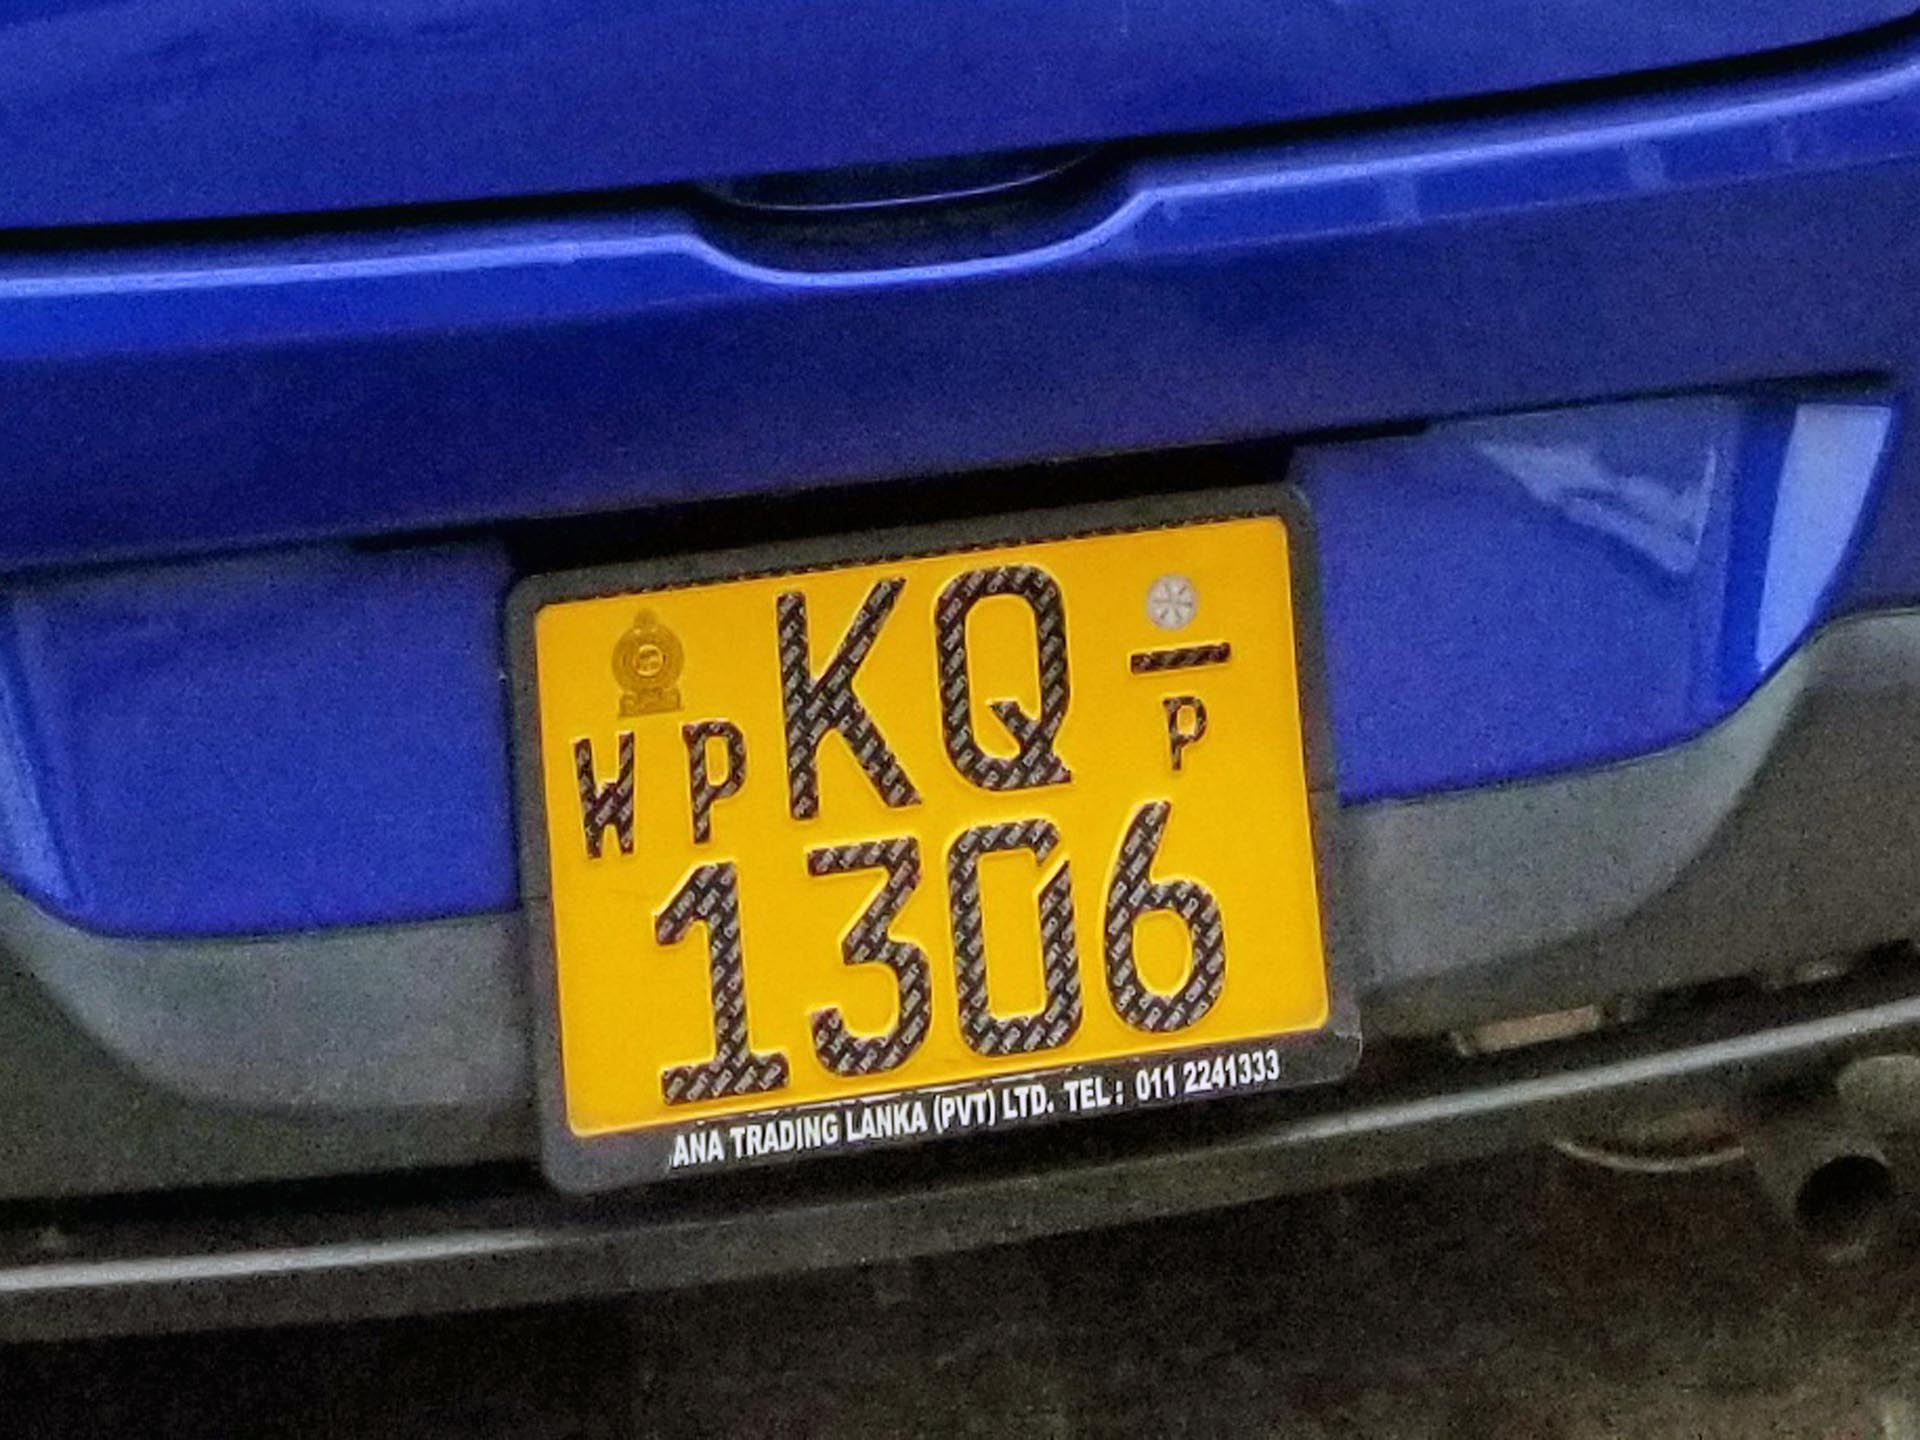 WP KQ -
P
1306
ANA TRADING LANKA (PVT) LTD. TEL : 011 2241333